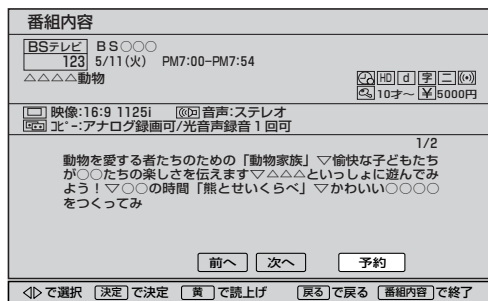 番組内容
BSテレビ BS○○○
123 5/11(火) PM7:00-PM7:54
△△△△動物
HD d 字 二
10才～ ¥ 5000円
映像:16:9 1125i 音声:ステレオ
コピー:アナログ録画可/光音声録音1回可
1/2
動物を愛する者たちのための「動物家族」▽愉快な子どもたち
が○○たちの楽しさを伝えます▽△△△といっしょに遊んでみ
よう！▽○○の時間「熊とせいくらべ」▽かわいい○○○○
をつくってみ
前へ 次へ 予約
で選択 決定 で決定 黄 で読上げ 戻る で戻る 番組内容 で終了